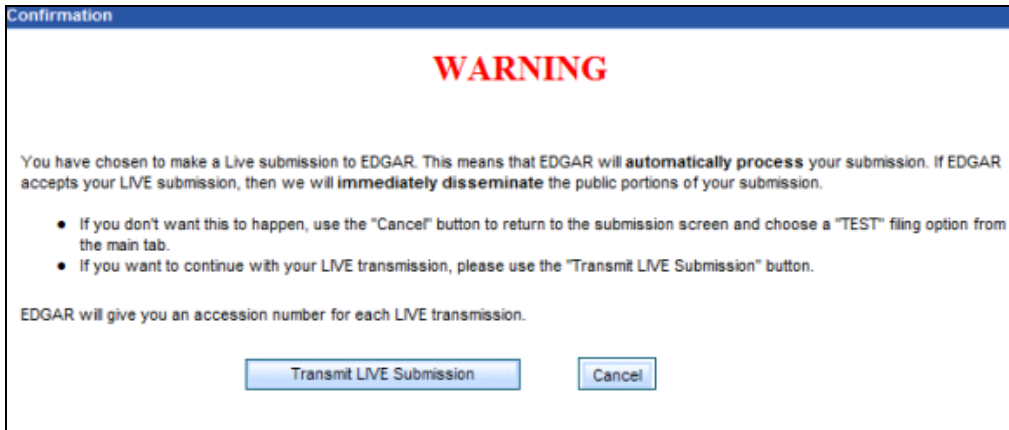 Confirmation
WARNING
You have chosen to make a Live submission to EDGAR. This means that EDGAR will automatically process your submission. If EDGAR
accepts your LIVE submission, then we will immediately disseminate the public portions of your submission.
● If you don't want this to happen, use the "Cancel" button to return to the submission screen and choose a "TEST" filing option from
the main tab.
● If you want to continue with your LIVE transmission, please use the "Transmit LIVE Submission" button.
EDGAR will give you an accession number for each LIVE transmission.
Transmit LIVE Submission Cancel